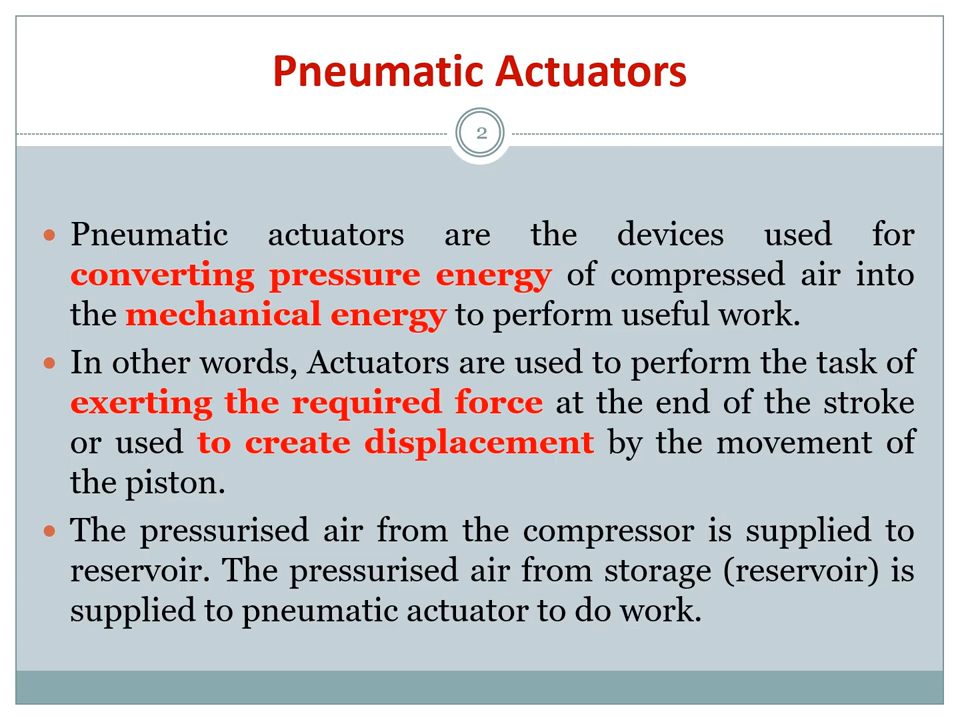 Pneumatic Actuators
2
• Pneumatic actuators are the devices used for
converting pressure energy of compressed air into
the mechanical energy to perform useful work.
• In other words, Actuators are used to perform the task of
exerting the required force at the end of the stroke
or used to create displacement by the movement of
the piston.
• The pressurised air from the compressor is supplied to
reservoir. The pressurised air from storage (reservoir) is
supplied to pneumatic actuator to do work.